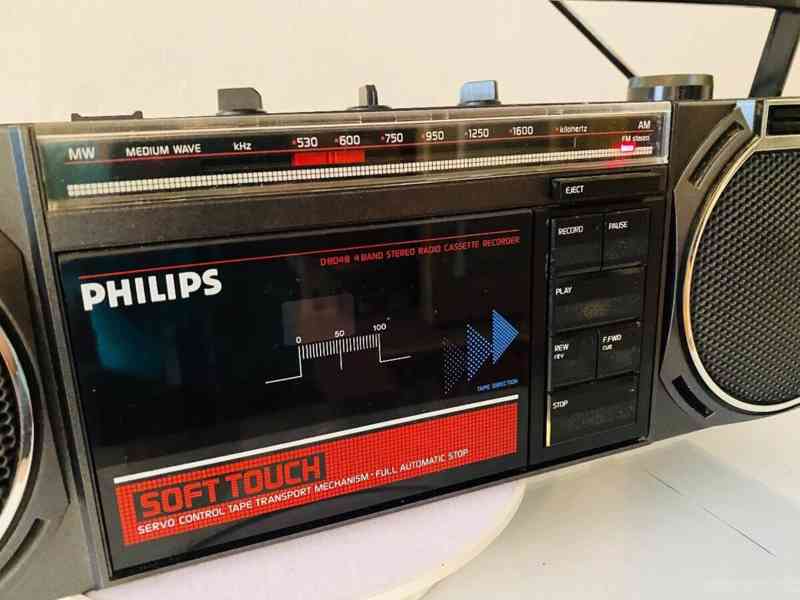 MW MEDIUM WAVE kHz 530 600 750 950 1250 1600 kilohertz AM
FM stereo
EJECT
D8048 4 BAND STEREO RADIO CASSETTE RECORDER
PHILIPS
RECORD PAUSE
PLAY
0 50 100
REW F.FWD
rev cue
TAPE DIRECTION
STOP
SOFT TOUCH
SERVO CONTROL TAPE TRANSPORT MECHANISM • FULL AUTOMATIC STOP